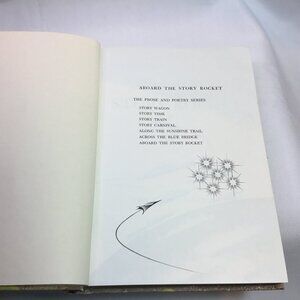 ABOARD THE STORY ROCKET
THE PROSE AND POETRY SERIES
STORY WAGON
STORY TIME
STORY TRAIN
STORY CARNIVAL
ALONG THE SUNSHINE TRAIL
ACROSS THE BLUE BRIDGE
ABOARD THE STORY ROCKET